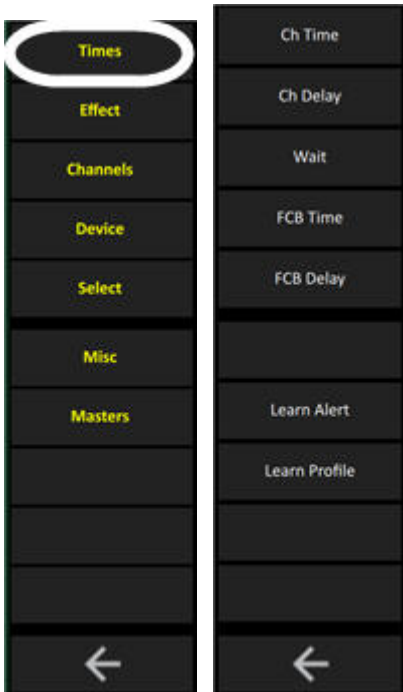 Times
Effect
Channels
Device
Select
Misc
Masters
Ch Time
Ch Delay
Wait
FCB Time
FCB Delay
Learn Alert
Learn Profile